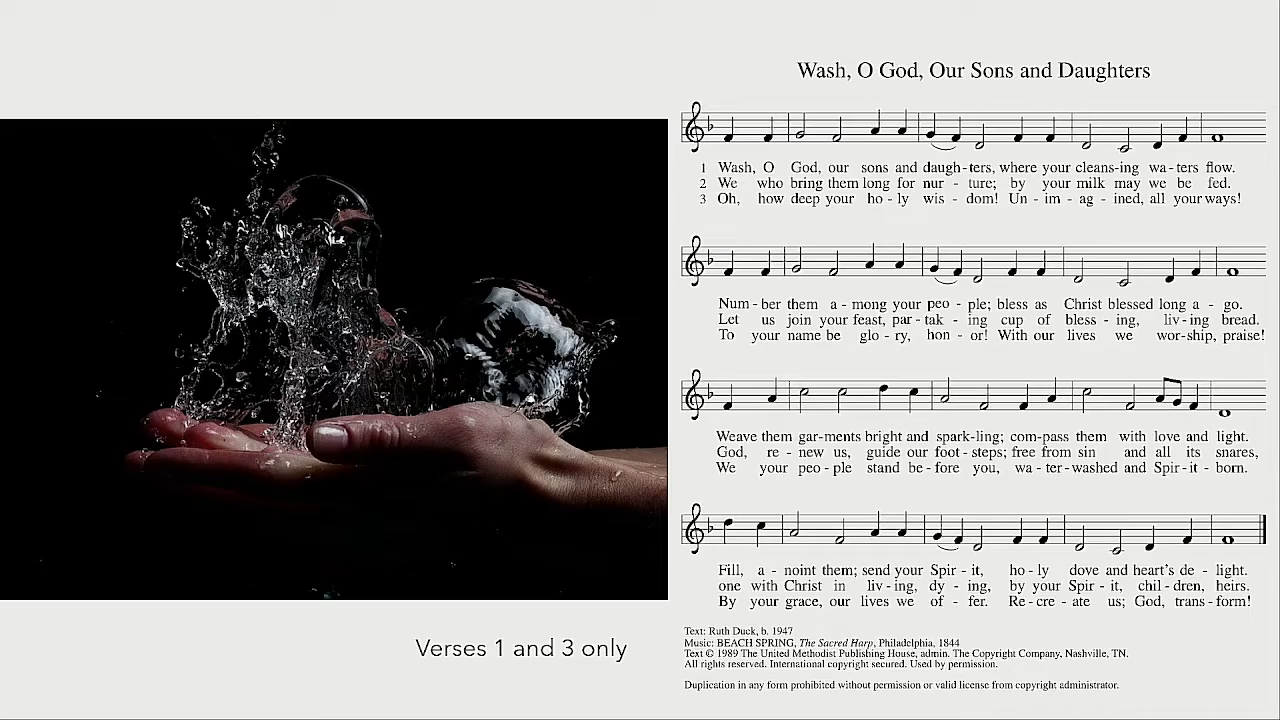 Wash, O God, Our Sons and Daughters
1 Wash, O God, our sons and daugh-ters, where your cleans-ing wa-ters flow.
2 We who bring them long for nur - ture; by your milk may we be fed.
3 Oh, how deep your ho - ly wis - dom! Un - im - ag - ined, all your ways!
Num - ber them a - mong your peo - ple; bless as Christ blessed long a - go.
Let us join your feast, par - tak - ing cup of bless - ing, liv - ing bread.
To your name be glo - ry, hon - or! With our lives we wor-ship, praise!
Weave them gar-ments bright and spark-ling; com-pass them with love and light.
God, re - new us, guide our foot - steps; free from sin and all its snares,
We your peo - ple stand be - fore you, wa - ter - washed and Spir - it - born.
Fill, a - noint them; send your Spir - it, ho - ly dove and heart's de - light.
one with Christ in liv - ing, dy - ing, by your Spir - it, chil - dren, heirs.
By your grace, our lives we of - fer. Re - cre - ate us; God, trans - form!
Verses 1 and 3 only
Text: Ruth Duck, b. 1947
Music: BEACH SPRING, The Sacred Harp, Philadelphia, 1844
Text © 1989 The United Methodist Publishing House, admin. The Copyright Company, Nashville, TN.
All rights reserved. International copyright secured. Used by permission.
Duplication in any form prohibited without permission or valid license from copyright administrator.